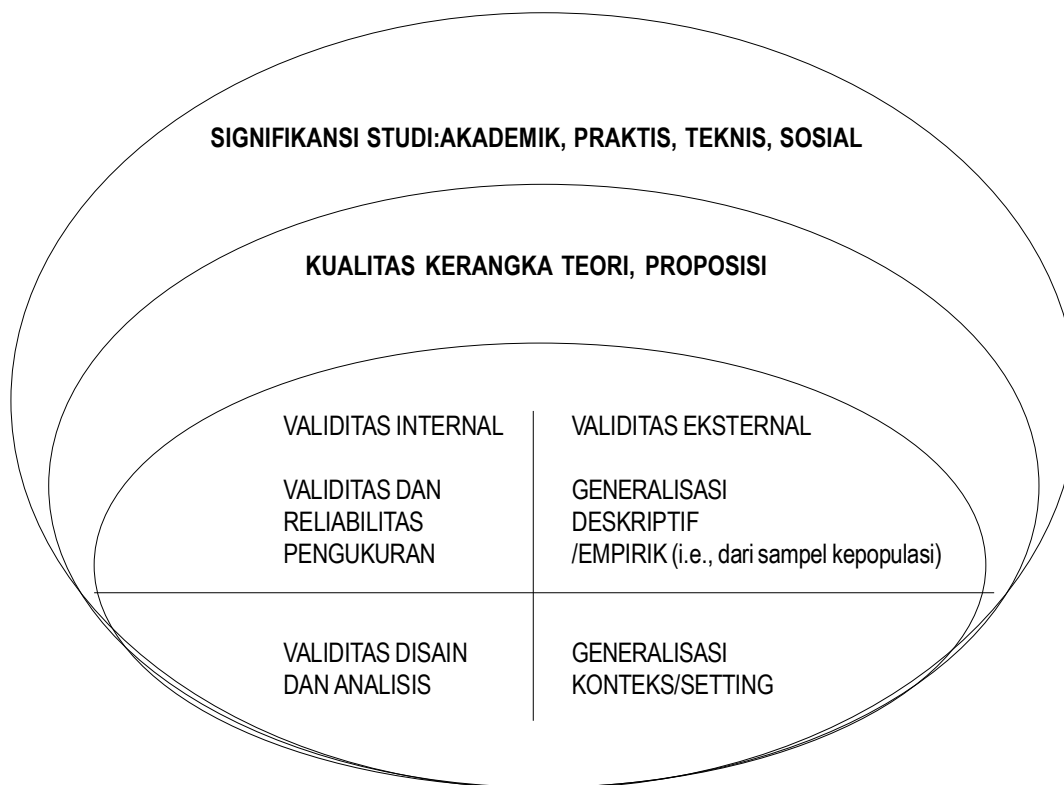 SIGNIFIKANSI STUDI:AKADEMIK, PRAKTIS, TEKNIS, SOSIAL
KUALITAS KERANGKA TEORI, PROPOSISI
VALIDITAS INTERNAL
VALIDITAS DAN
RELIABILITAS
PENGUKURAN
VALIDITAS EKSTERNAL
GENERALISASI
DESKRIPTIF
/EMPIRIK (i.e., dari sampel kepopulasi)
VALIDITAS DISAIN
DAN ANALISIS
GENERALISASI
KONTEKS/SETTING